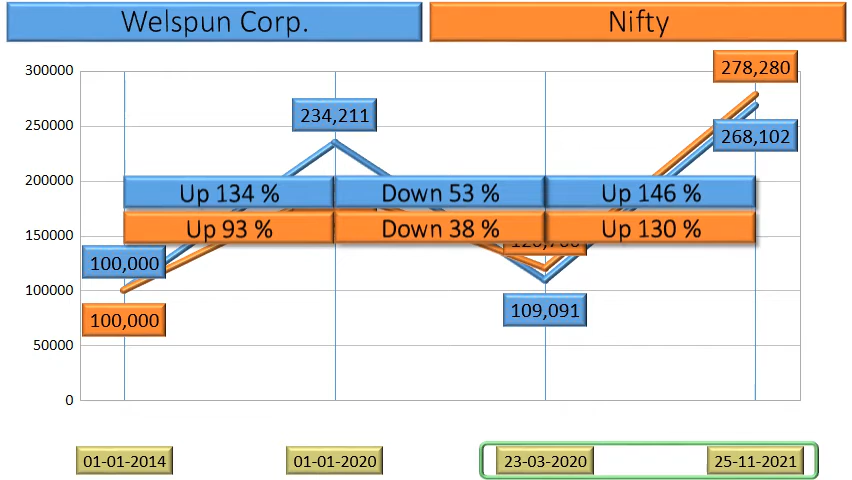 Welspun Corp.
Nifty
300000
278,280
250000
234,211
268,102
200000
Up 134 %
Down 53 %
Up 146 %
150000
Up 93 %
Down 38 %
Up 130 %
100,000
100000
109,091
100,000
50000
0
01-01-2014
01-01-2020
23-03-2020
25-11-2021